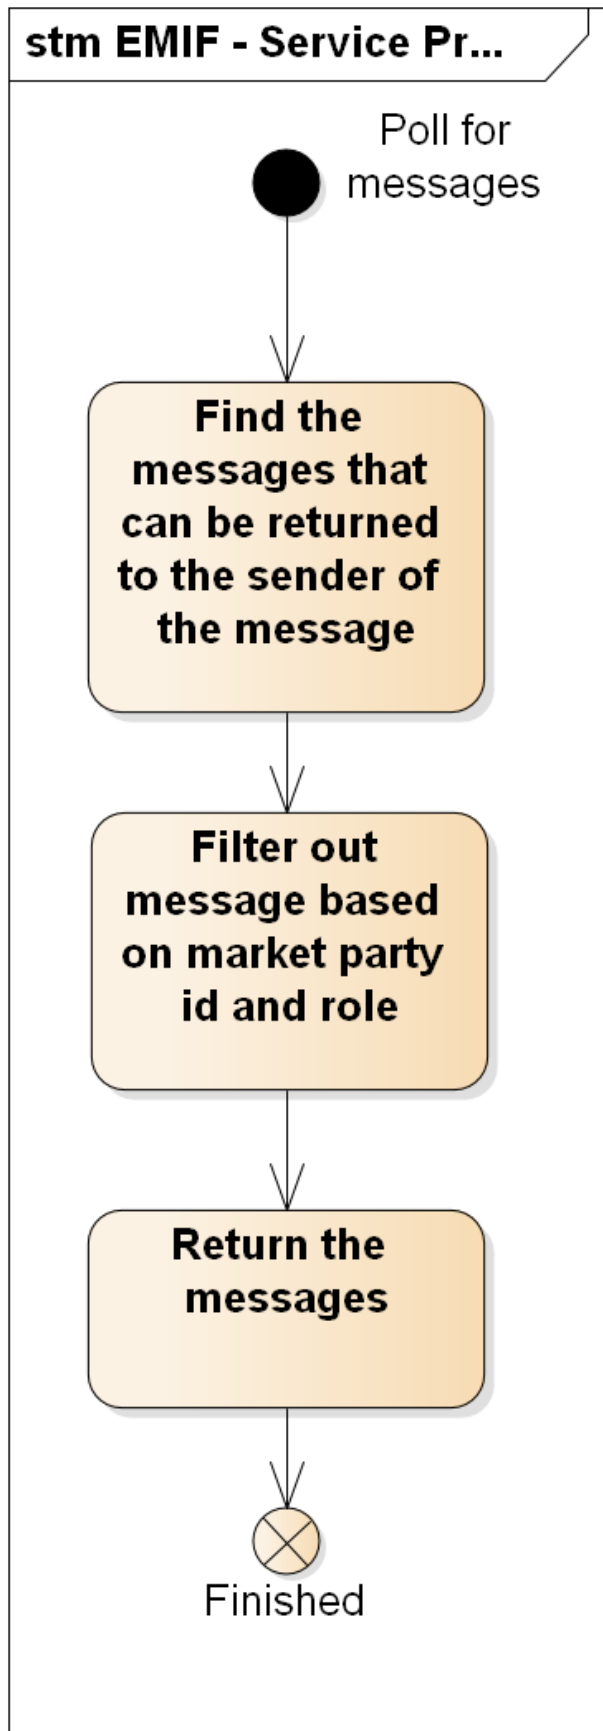 stm EMIF - Service Pr...
Poll for
messages
Find the
messages that
can be returned
to the sender of
the message
Filter out
message based
on market party
id and role
Return the
messages
Finished